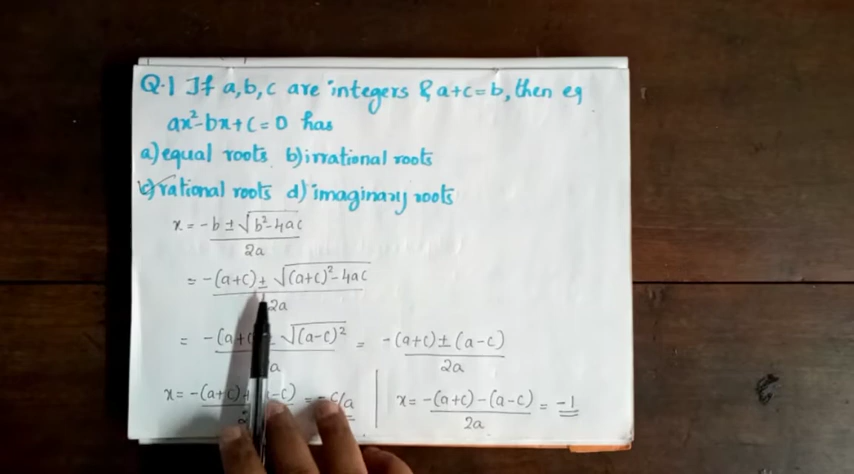 Q.1 If a,b,c are integers & a+c=b, then eq
ax²-bx+c=0 has
a) equal roots b) irrational roots
c) rational roots d) imaginary roots
x = -b ± √b²-4ac / 2a
= -(a+c) ± √(a+c)²-4ac / 2a
= -(a+ √(a-c)² / a = -(a+c) ± (a-c) / 2a
x = -(a+c)+ -c) / = -c/a | x = -(a+c)-(a-c) / 2a = -1